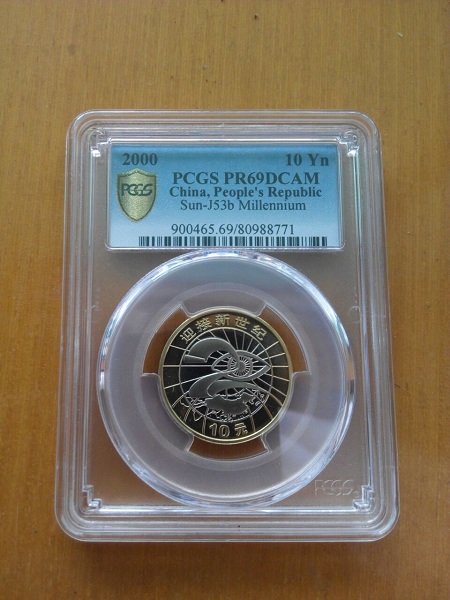 2000 10 Yn
PCGS PR69DCAM
China, People's Republic
Sun-J53b Millennium
900465.69/80988771
PCGS
迎接新世纪
10元
PCGS